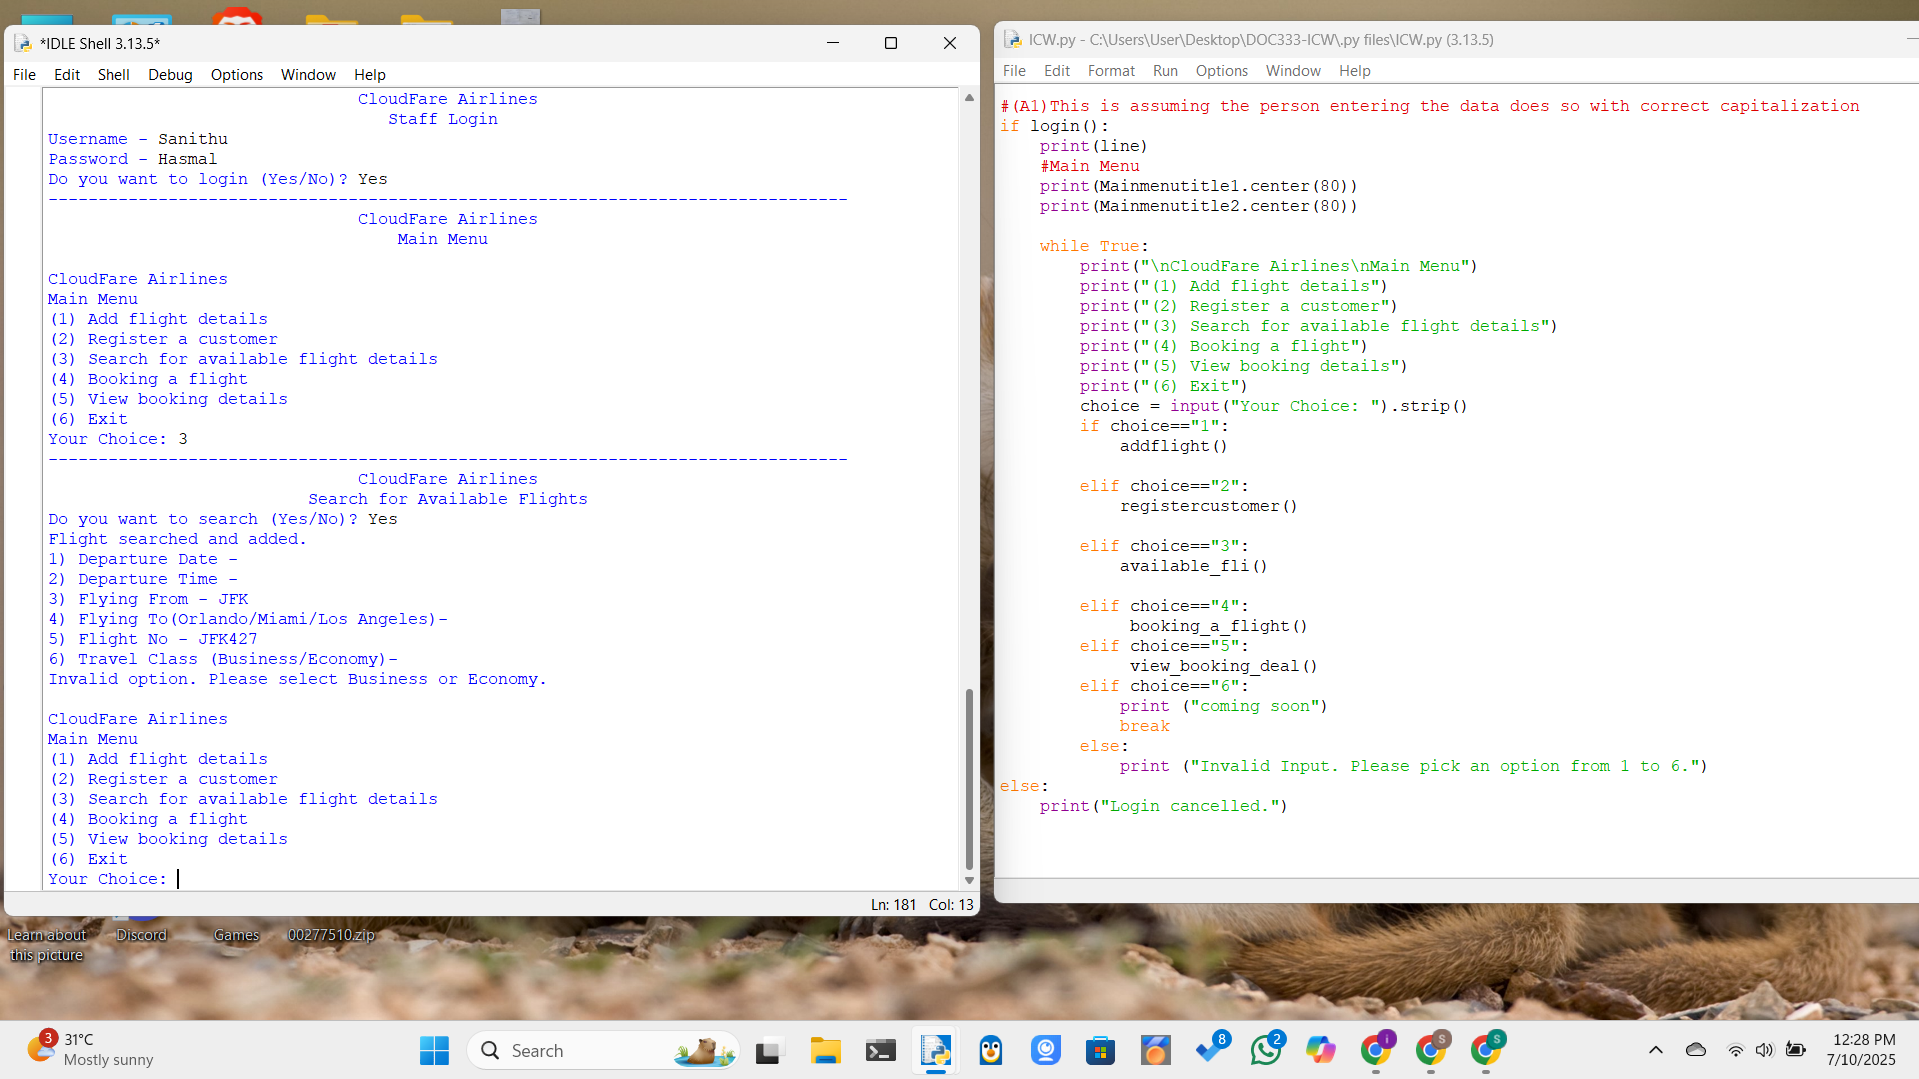 *IDLE Shell 3.13.5*
File Edit Shell Debug Options Window Help
CloudFare Airlines
Staff Login
Username - Sanithu
Password - Hasmal
Do you want to login (Yes/No)? Yes
--------------------------------------------------------------------------------
CloudFare Airlines
Main Menu
CloudFare Airlines
Main Menu
(1) Add flight details
(2) Register a customer
(3) Search for available flight details
(4) Booking a flight
(5) View booking details
(6) Exit
Your Choice: 3
--------------------------------------------------------------------------------
CloudFare Airlines
Search for Available Flights
Do you want to search (Yes/No)? Yes
Flight searched and added.
1) Departure Date -
2) Departure Time -
3) Flying From - JFK
4) Flying To(Orlando/Miami/Los Angeles)-
5) Flight No - JFK427
6) Travel Class (Business/Economy)-
Invalid option. Please select Business or Economy.
CloudFare Airlines
Main Menu
(1) Add flight details
(2) Register a customer
(3) Search for available flight details
(4) Booking a flight
(5) View booking details
(6) Exit
Your Choice:
Ln: 181 Col: 13
ICW.py - C:\Users\User\Desktop\DOC333-ICW\.py files\ICW.py (3.13.5)
File Edit Format Run Options Window Help
#(A1)This is assuming the person entering the data does so with correct capitalization
if login():
    print(line)
    #Main Menu
    print(Mainmenutitle1.center(80))
    print(Mainmenutitle2.center(80))
    while True:
        print("\nCloudFare Airlines\nMain Menu")
        print("(1) Add flight details")
        print("(2) Register a customer")
        print("(3) Search for available flight details")
        print("(4) Booking a flight")
        print("(5) View booking details")
        print("(6) Exit")
        choice = input("Your Choice: ").strip()
        if choice=="1":
            addflight()
        elif choice=="2":
            registercustomer()
        elif choice=="3":
            available_fli()
        elif choice=="4":
             booking_a_flight()
        elif choice=="5":
             view_booking_deal()
        elif choice=="6":
            print ("coming soon")
            break
        else:
            print ("Invalid Input. Please pick an option from 1 to 6.")
else:
    print("Login cancelled.")
Learn about this picture
Discord
Games
00277510.zip
3
31°C
Mostly sunny
Search
8
2
i
S
S
12:28 PM
7/10/2025